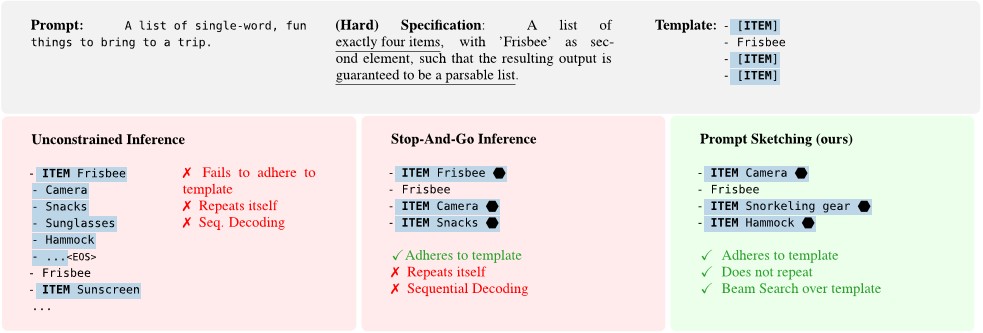 Prompt: A list of single-word, fun
things to bring to a trip.
(Hard) Specification: A list of
exactly four items, with 'Frisbee' as sec-
ond element, such that the resulting output is
guaranteed to be a parsable list.
Template: - [ITEM]
- Frisbee
- [ITEM]
- [ITEM]
Unconstrained Inference
- ITEM Frisbee
- Camera
- Snacks
- Sunglasses
- Hammock
- ...<EOS>
- Frisbee
- ITEM Sunscreen
...
✗ Fails to adhere to
template
✗ Repeats itself
✗ Seq. Decoding
Stop-And-Go Inference
- ITEM Frisbee ⬣
- Frisbee
- ITEM Camera ⬣
- ITEM Snacks ⬣
✓ Adheres to template
✗ Repeats itself
✗ Sequential Decoding
Prompt Sketching (ours)
- ITEM Camera ⬣
- Frisbee
- ITEM Snorkeling gear ⬣
- ITEM Hammock ⬣
✓ Adheres to template
✓ Does not repeat
✓ Beam Search over template